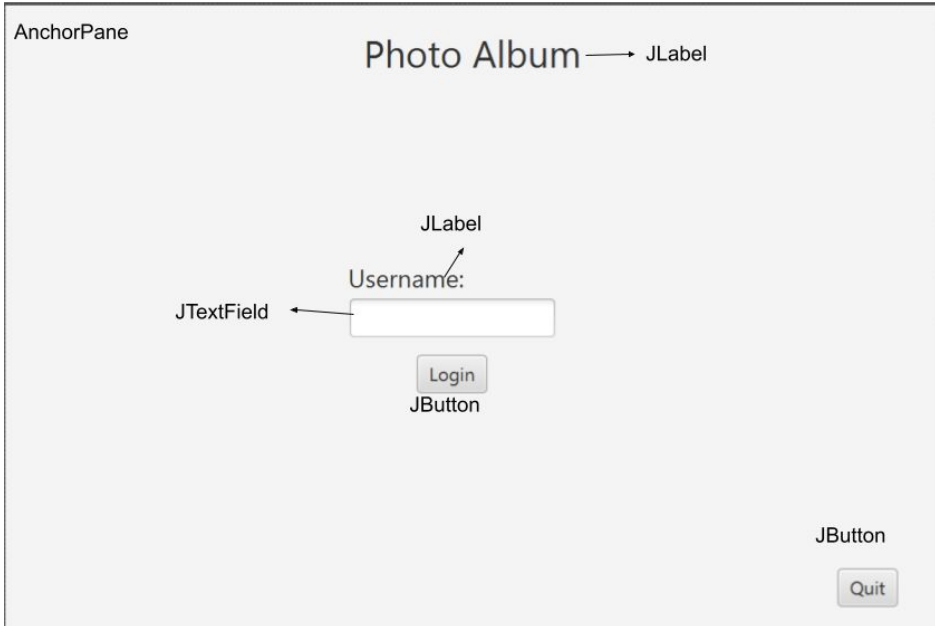 AnchorPane
Photo Album
JLabel
JLabel
Username:
JTextField
Login
JButton
JButton
Quit